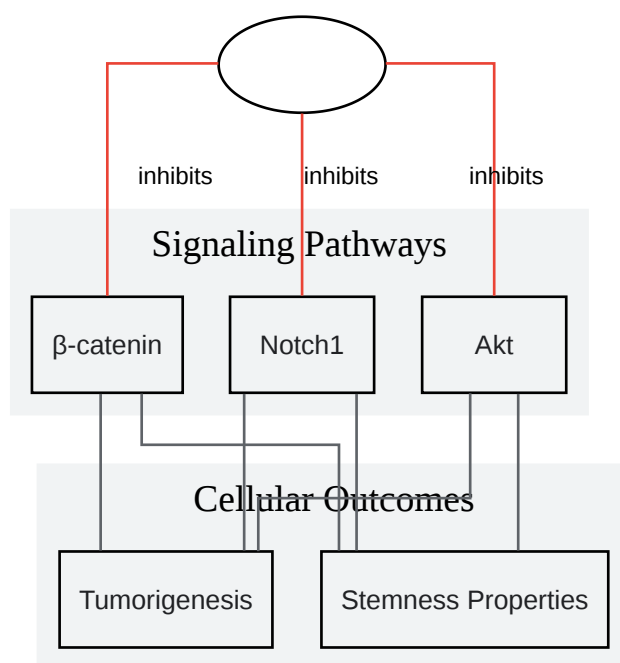 inhibits inhibits inhibits
Signaling Pathways
β-catenin Notch1 Akt
Cellular Outcomes
Tumorigenesis Stemness Properties